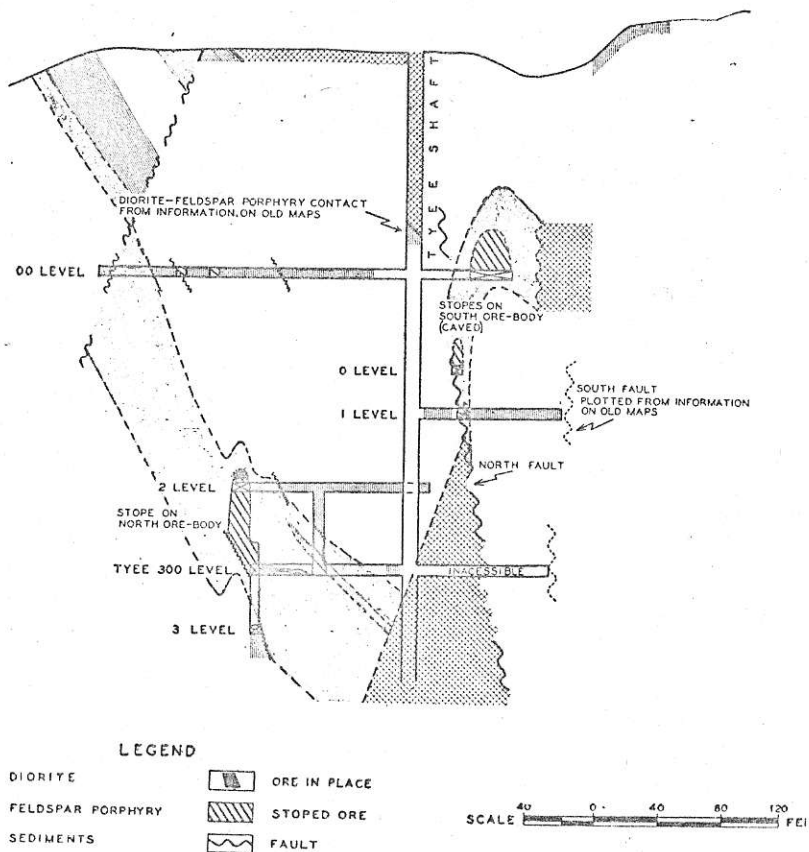 TYEE SHAFT
DIORITE-FELDSPAR PORPHYRY CONTACT
FROM INFORMATION, ON OLD MAPS
00 LEVEL
STOPES ON
SOUTH ORE-BODY
(CAVED)
0 LEVEL
1 LEVEL
SOUTH FAULT
PLOTTED FROM INFORMATION
ON OLD MAPS
NORTH FAULT
2 LEVEL
STOPE ON
NORTH ORE-BODY
TYEE 300 LEVEL
INACESSIBLE
3 LEVEL
LEGEND
DIORITE
ORE IN PLACE
FELDSPAR PORPHYRY
STOPED ORE
SEDIMENTS
FAULT
SCALE
40 0 40 80 120
FEI